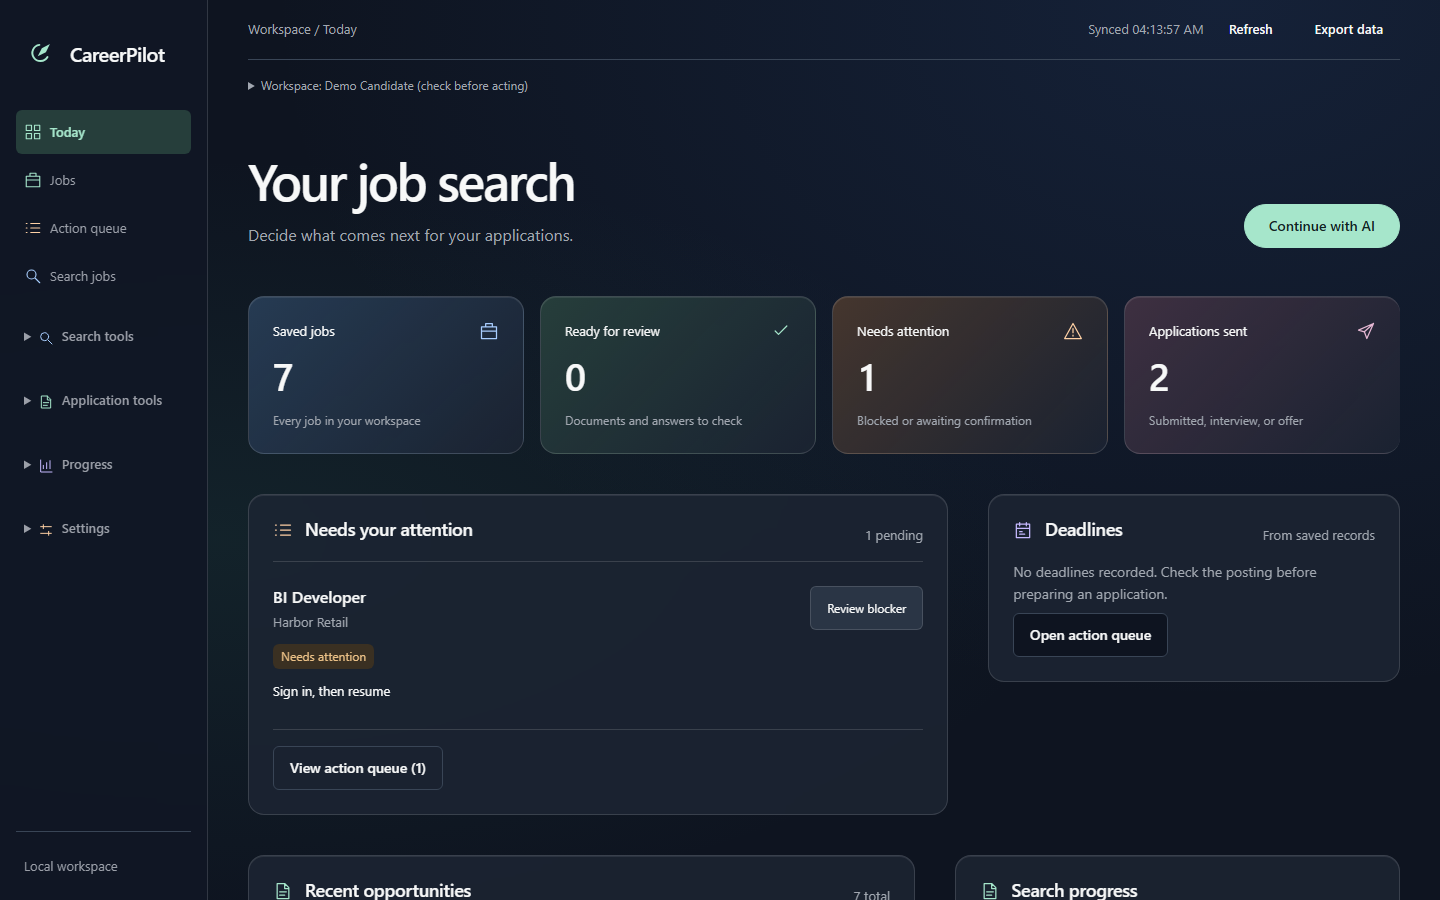 CareerPilot
Today
Jobs
Action queue
Search jobs
Search tools
Application tools
Progress
Settings
Local workspace
Workspace / Today
Synced 04:13:57 AM
Refresh
Export data
Workspace: Demo Candidate (check before acting)
Your job search
Decide what comes next for your applications.
Continue with AI
Saved jobs
7
Every job in your workspace
Ready for review
0
Documents and answers to check
Needs attention
1
Blocked or awaiting confirmation
Applications sent
2
Submitted, interview, or offer
Needs your attention
1 pending
BI Developer
Harbor Retail
Needs attention
Sign in, then resume
Review blocker
View action queue (1)
Deadlines
From saved records
No deadlines recorded. Check the posting before
preparing an application.
Open action queue
Recent opportunities
7 total
Search progress